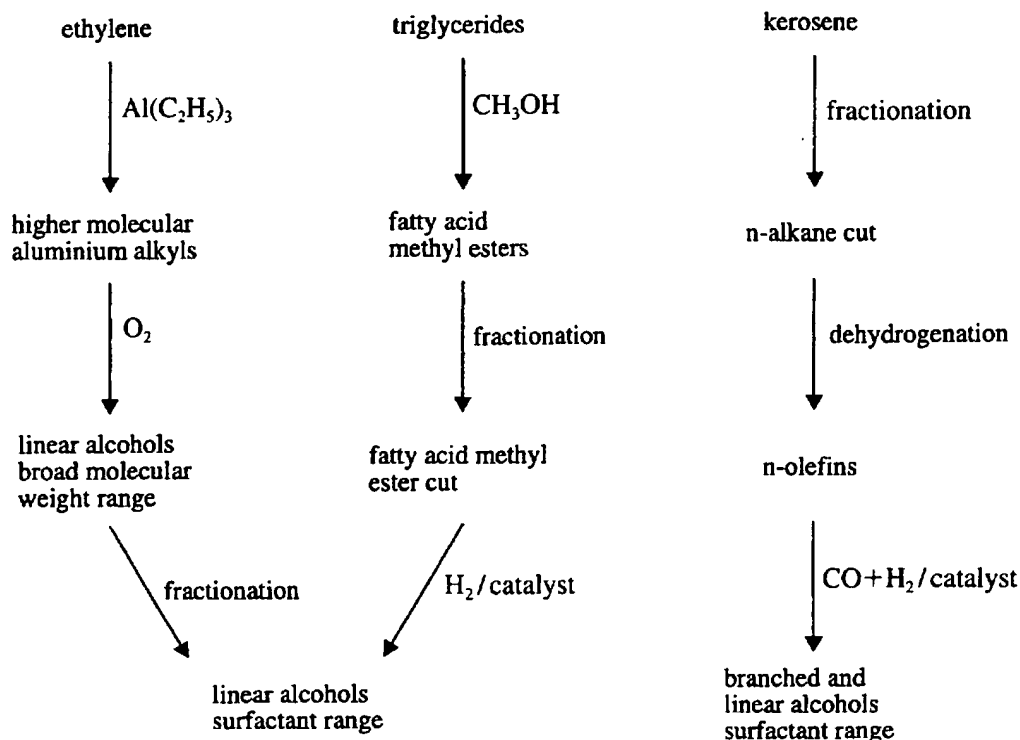 ethylene
Al(C₂H₅)₃
higher molecular
aluminium alkyls
O₂
linear alcohols
broad molecular
weight range
fractionation
triglycerides
CH₃OH
fatty acid
methyl esters
fractionation
fatty acid methyl
ester cut
H₂/catalyst
linear alcohols
surfactant range
kerosene
fractionation
n-alkane cut
dehydrogenation
n-olefins
CO+H₂/catalyst
branched and
linear alcohols
surfactant range